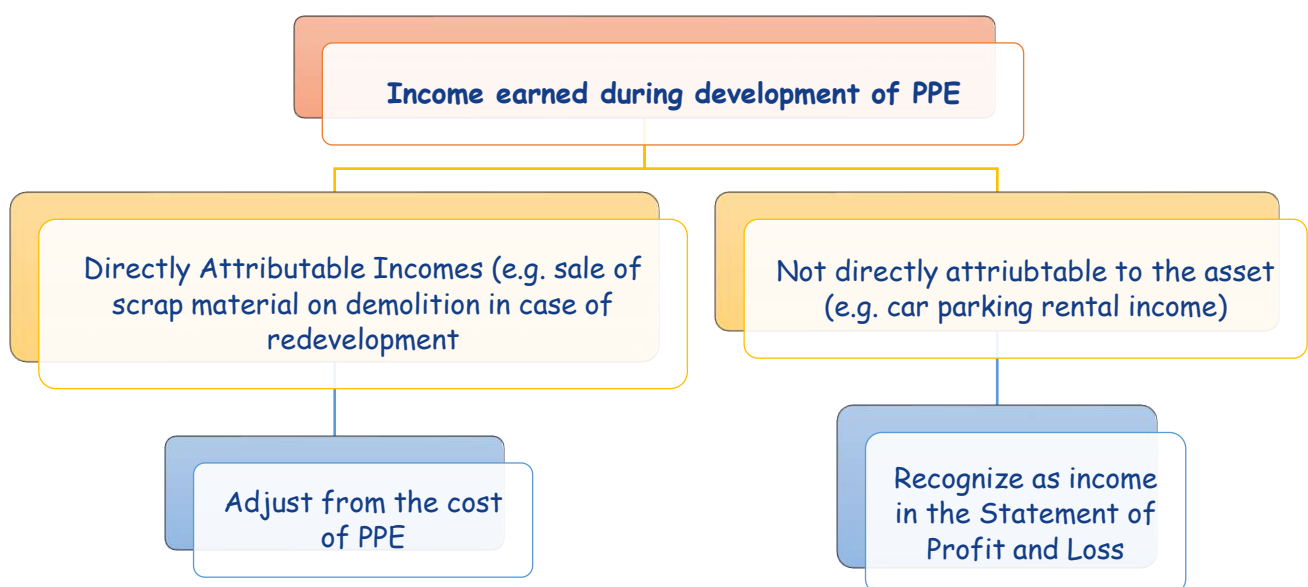 Income earned during development of PPE
Directly Attributable Incomes (e.g. sale of
scrap material on demolition in case of
redevelopment
Not directly attriubtable to the asset
(e.g. car parking rental income)
Adjust from the cost
of PPE
Recognize as income
in the Statement of
Profit and Loss